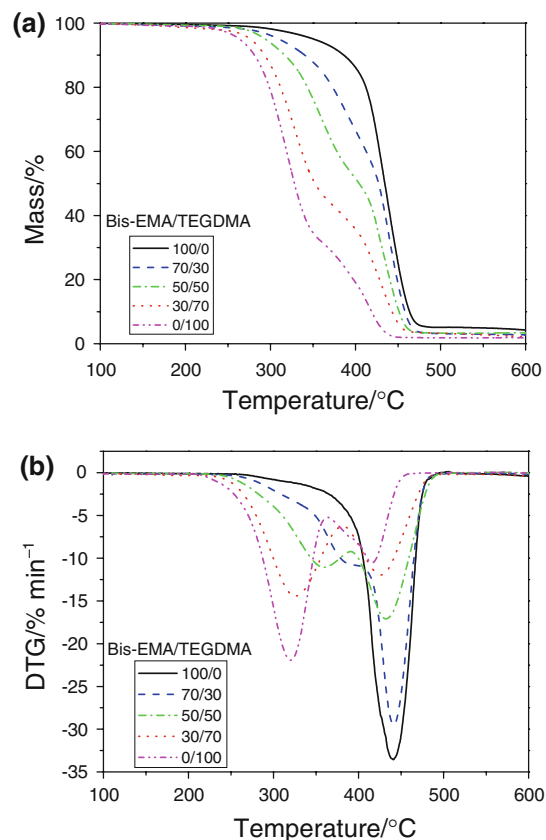 (a)
100
80
60
40
20
0
Mass/%
Bis-EMA/TEGDMA
100/0
70/30
50/50
30/70
0/100
100 200 300 400 500 600
Temperature/°C
(b)
0
-5
-10
-15
-20
-25
-30
-35
DTG/% min⁻¹
Bis-EMA/TEGDMA
100/0
70/30
50/50
30/70
0/100
100 200 300 400 500 600
Temperature/°C